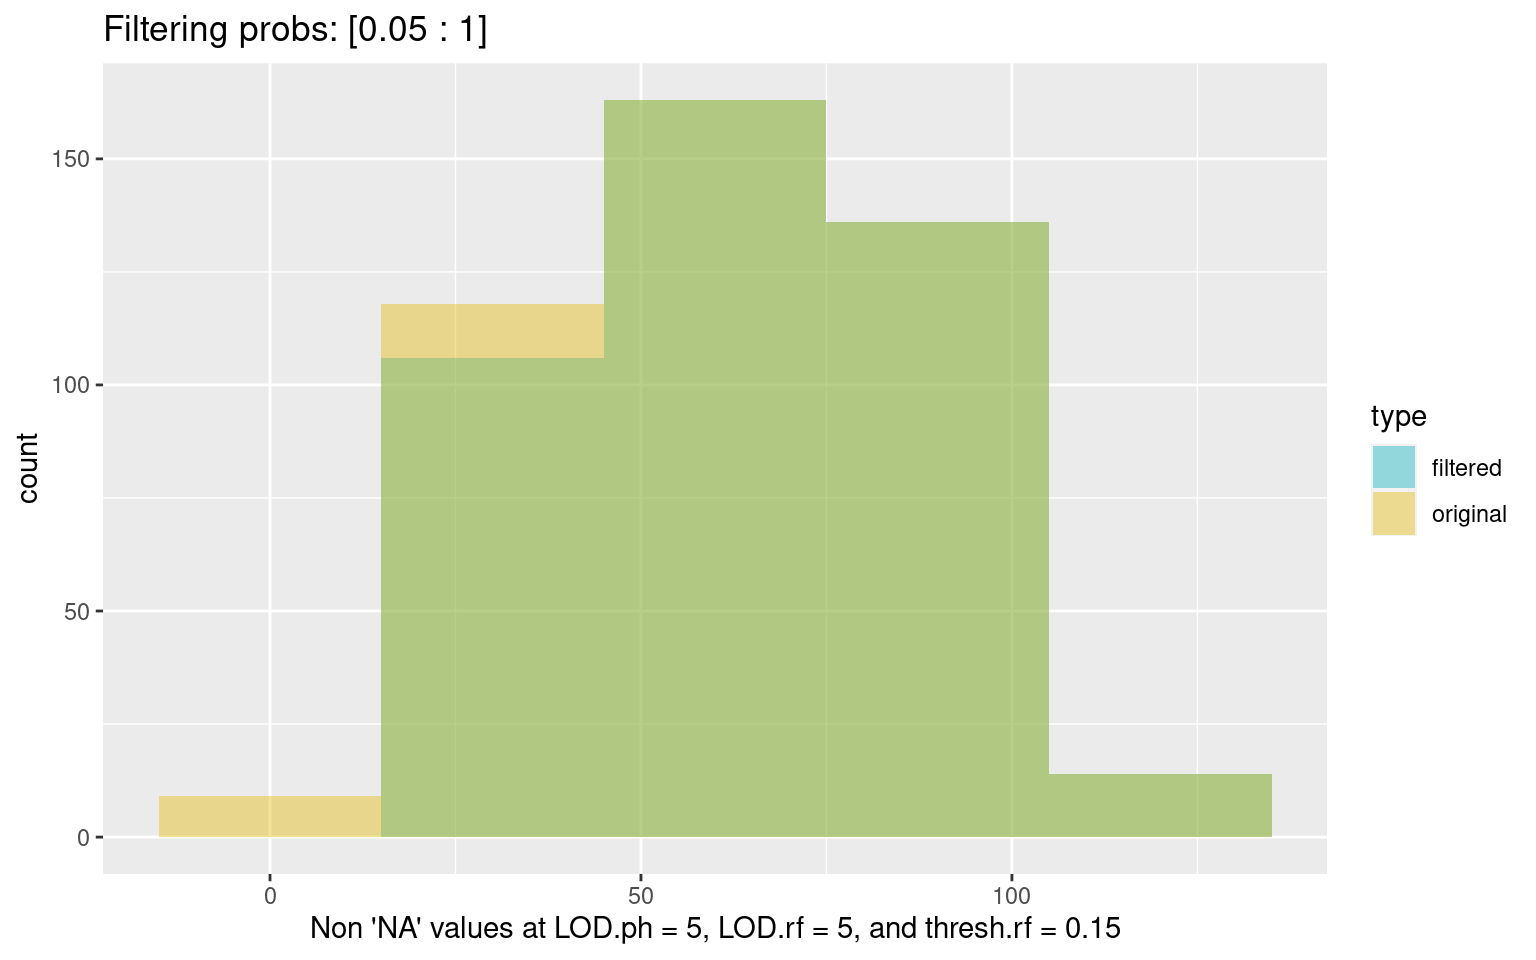 Filtering probs: [0.05 : 1]
150
100
50
0
count
0 50 100
Non 'NA' values at LOD.ph = 5, LOD.rf = 5, and thresh.rf = 0.15
type
filtered
original